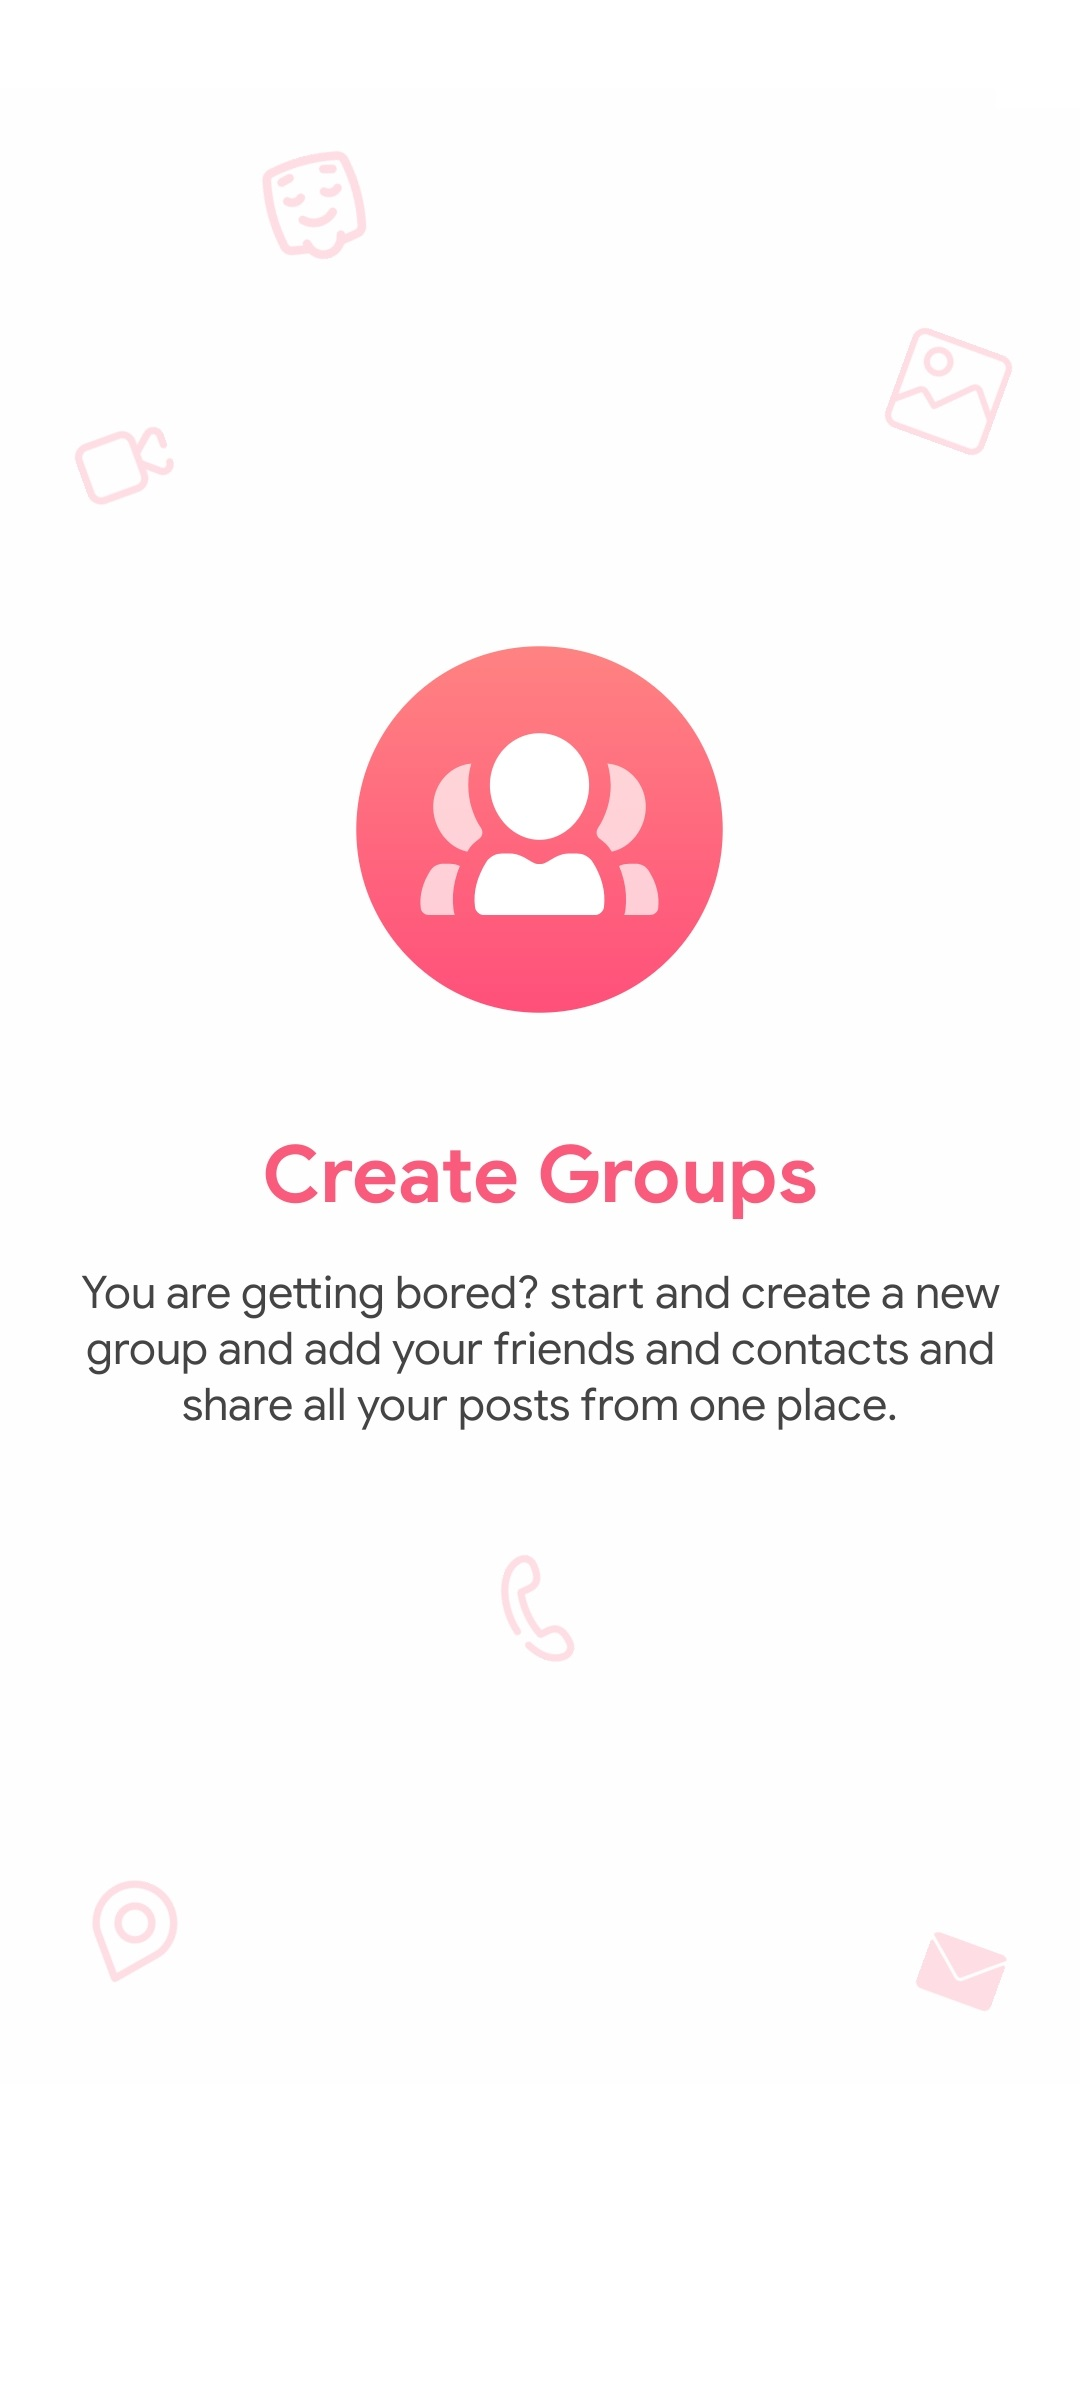 Create Groups
You are getting bored? start and create a new
group and add your friends and contacts and
share all your posts from one place.